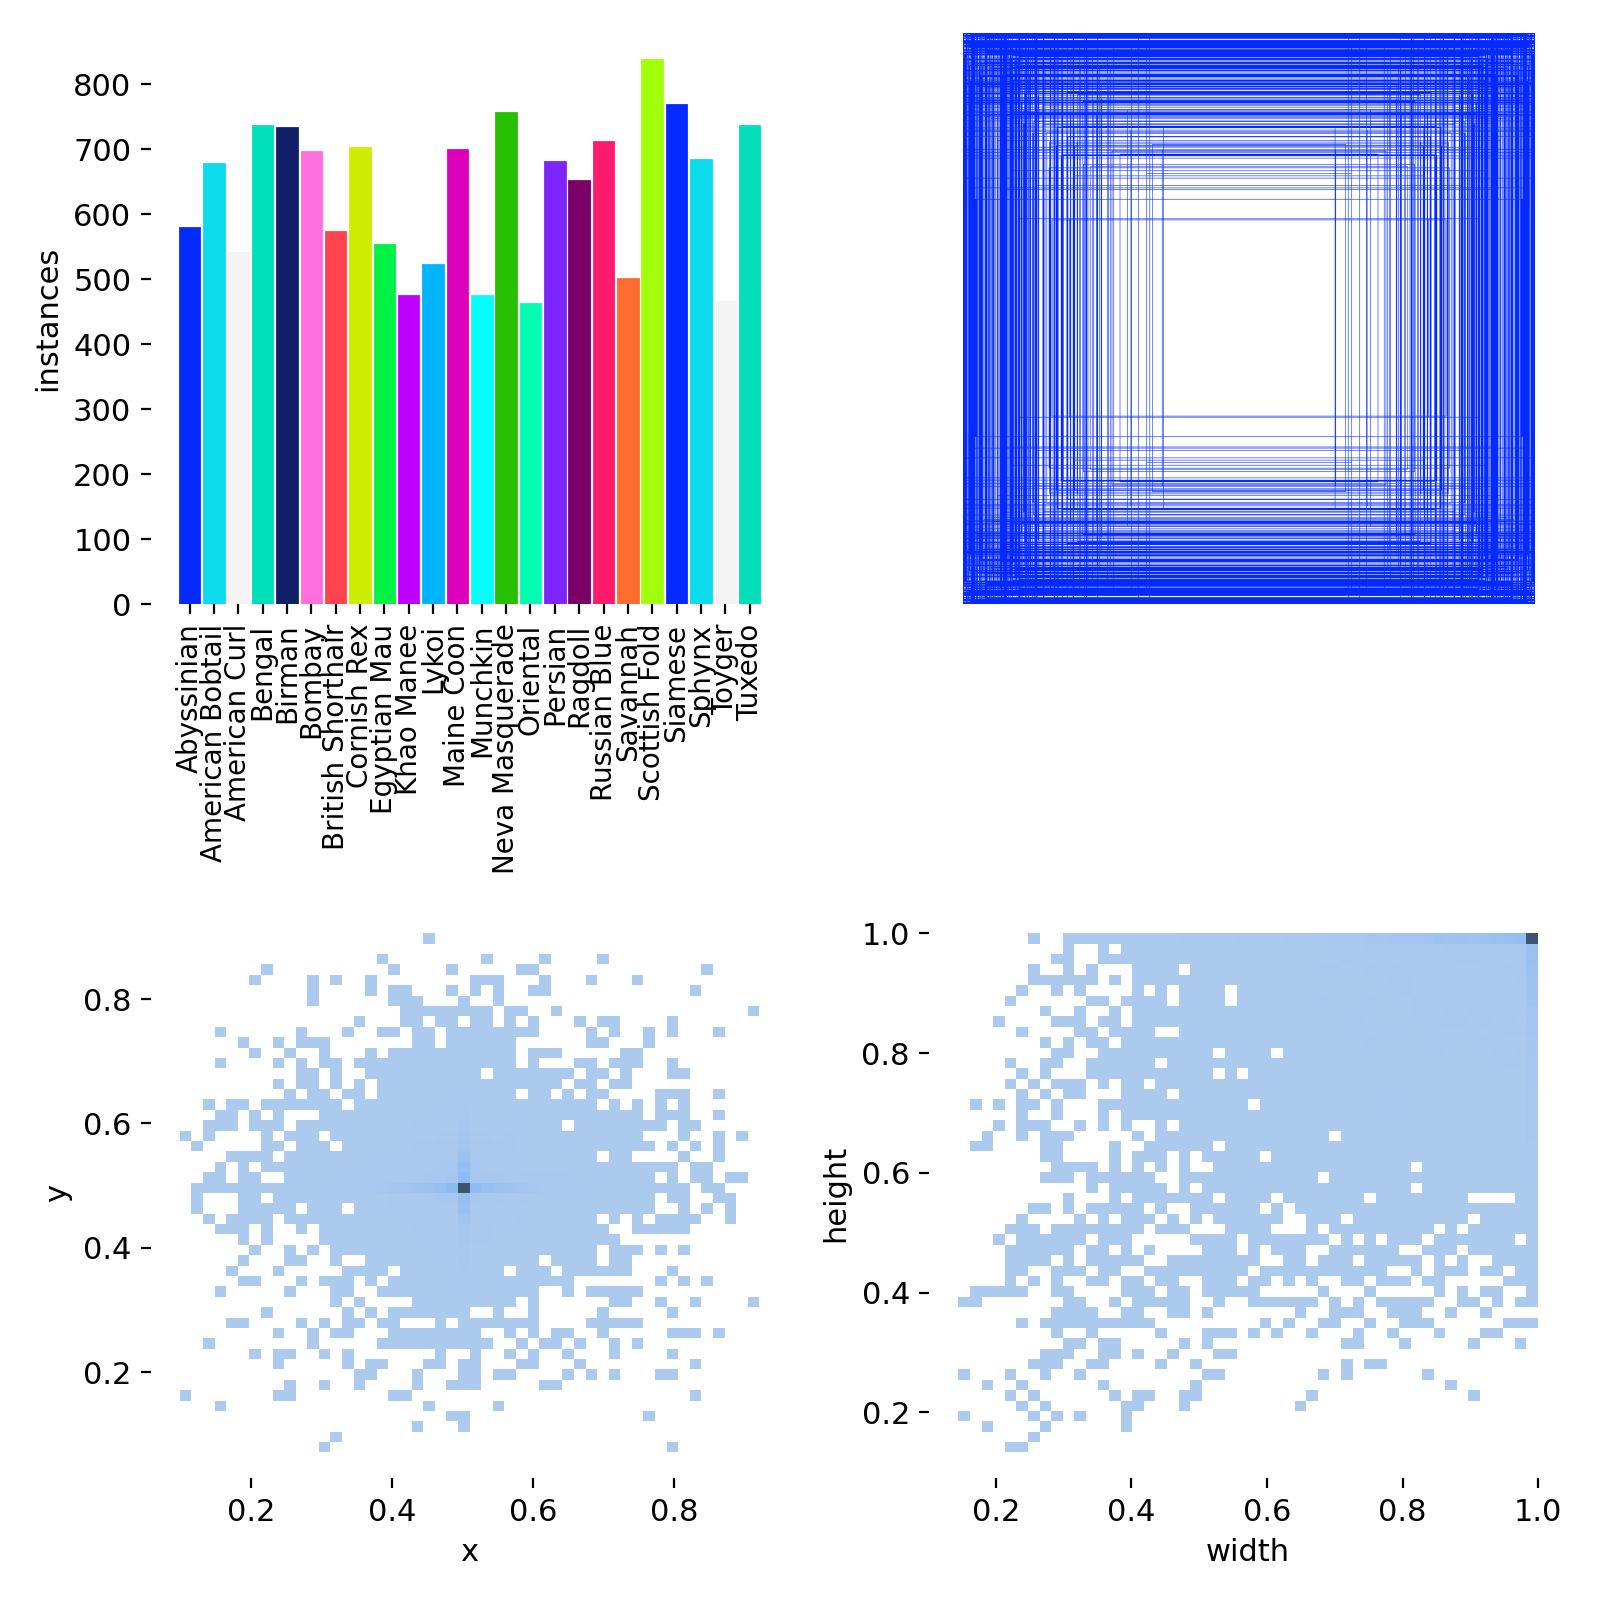 800
700
600
500
400
300
200
100
0
instances
Abyssinian
American Bobtail
American Curl
Bengal
Birman
Bombay
British Shorthair
Cornish Rex
Egyptian Mau
Khao Manee
Lykoi
Maine Coon
Munchkin
Neva Masquerade
Oriental
Persian
Ragdoll
Russian Blue
Savannah
Scottish Fold
Siamese
Sphynx
Toyger
Tuxedo
0.8
0.6
0.4
0.2
y
0.2 0.4 0.6 0.8
x
1.0
0.8
0.6
0.4
0.2
height
0.2 0.4 0.6 0.8 1.0
width